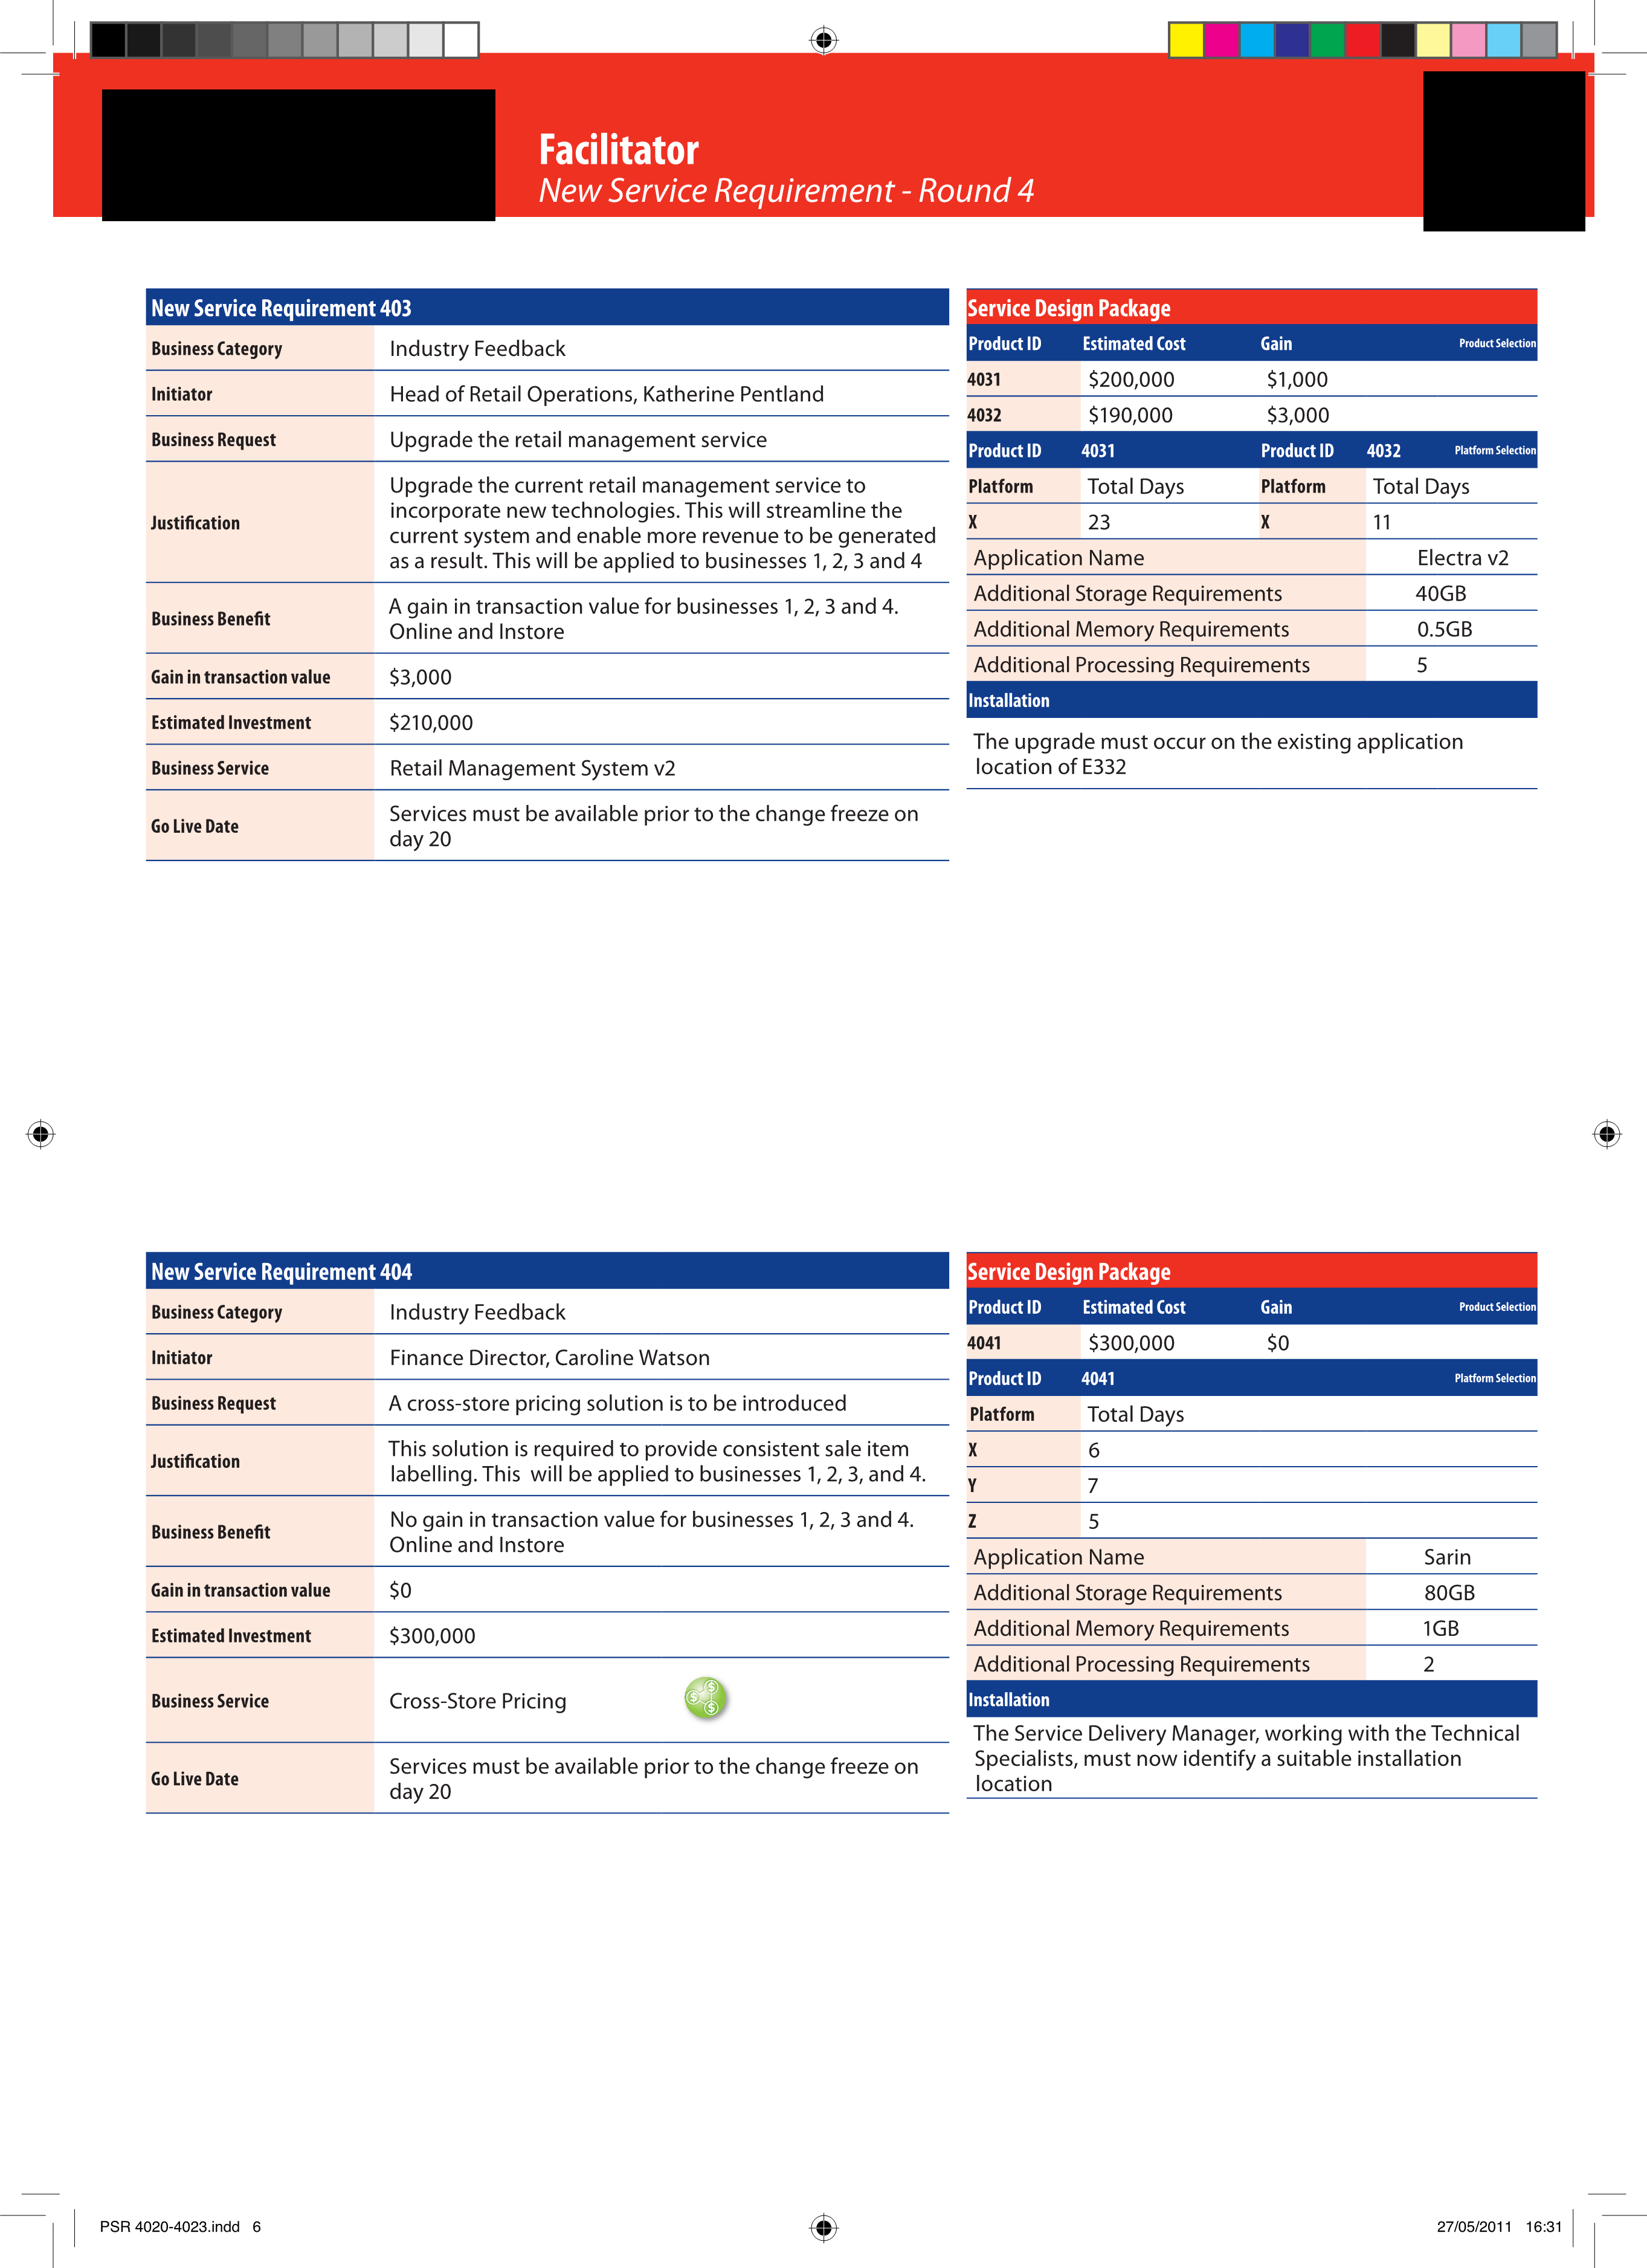 Facilitator
New Service Requirement - Round 4
New Service Requirement 403
Business Category Industry Feedback
Initiator Head of Retail Operations, Katherine Pentland
Business Request Upgrade the retail management service
Justification Upgrade the current retail management service to
incorporate new technologies. This will streamline the
current system and enable more revenue to be generated
as a result. This will be applied to businesses 1, 2, 3 and 4
Business Benefit A gain in transaction value for businesses 1, 2, 3 and 4.
Online and Instore
Gain in transaction value $3,000
Estimated Investment $210,000
Business Service Retail Management System v2
Go Live Date Services must be available prior to the change freeze on
day 20
Service Design Package
Product ID Estimated Cost Gain Product Selection
4031 $200,000 $1,000
4032 $190,000 $3,000
Product ID 4031 Product ID 4032 Platform Selection
Platform Total Days Platform Total Days
X 23 X 11
Application Name Electra v2
Additional Storage Requirements 40GB
Additional Memory Requirements 0.5GB
Additional Processing Requirements 5
Installation
The upgrade must occur on the existing application
location of E332
New Service Requirement 404
Business Category Industry Feedback
Initiator Finance Director, Caroline Watson
Business Request A cross-store pricing solution is to be introduced
Justification This solution is required to provide consistent sale item
labelling. This will be applied to businesses 1, 2, 3, and 4.
Business Benefit No gain in transaction value for businesses 1, 2, 3 and 4.
Online and Instore
Gain in transaction value $0
Estimated Investment $300,000
Business Service Cross-Store Pricing
$ $ $
Go Live Date Services must be available prior to the change freeze on
day 20
Service Design Package
Product ID Estimated Cost Gain Product Selection
4041 $300,000 $0
Product ID 4041 Platform Selection
Platform Total Days
X 6
Y 7
Z 5
Application Name Sarin
Additional Storage Requirements 80GB
Additional Memory Requirements 1GB
Additional Processing Requirements 2
Installation
The Service Delivery Manager, working with the Technical
Specialists, must now identify a suitable installation
location
PSR 4020-4023.indd 6 27/05/2011 16:31